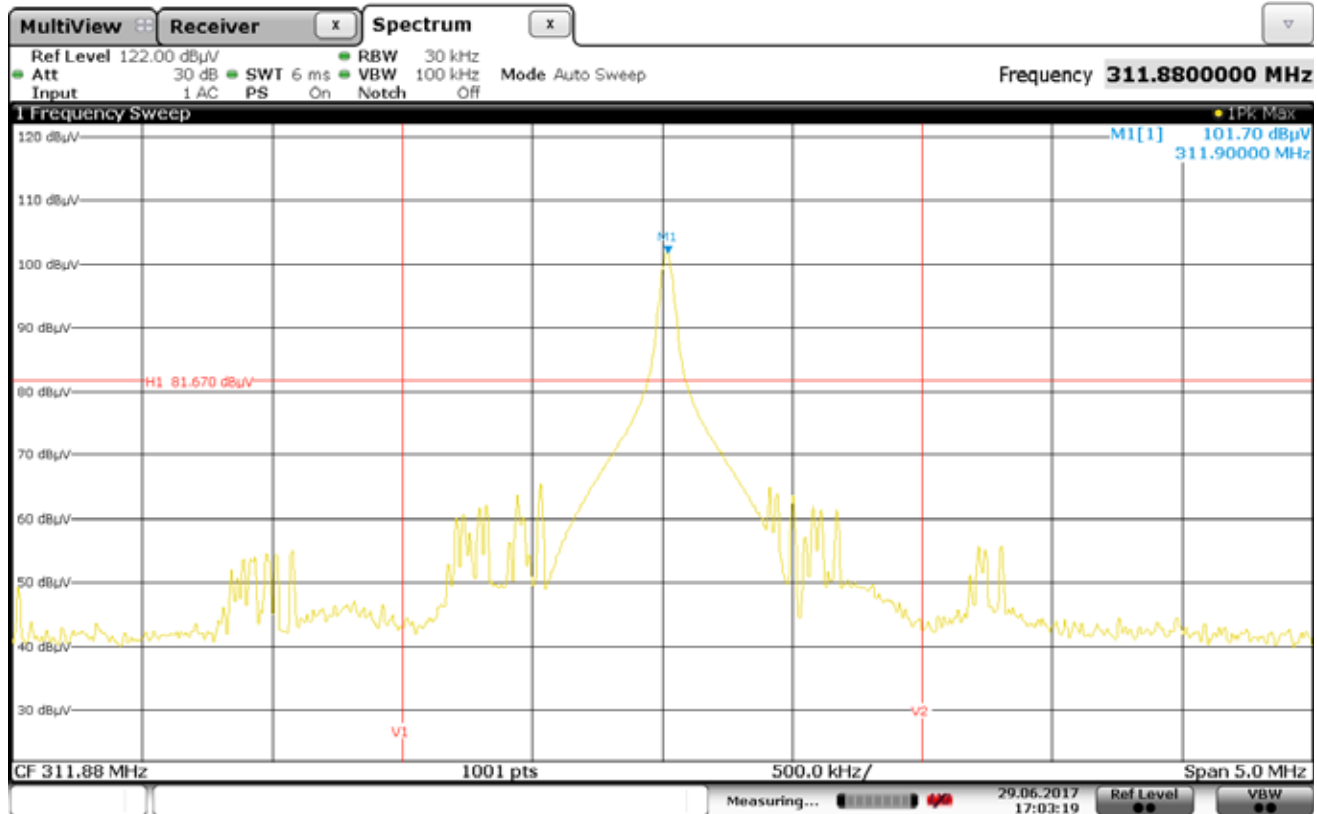 MultiView Receiver X Spectrum X
Ref Level 122.00 dBµV RBW 30 kHz
Att 30 dB SWT 6 ms VBW 100 kHz Mode Auto Sweep Frequency 311.8800000 MHz
Input 1 AC PS On Notch Off
1 Frequency Sweep 1Pk Max
120 dBµV M1[1] 101.70 dBµV
311.90000 MHz
110 dBµV
M1
100 dBµV
90 dBµV
H1 81.670 dBµV
80 dBµV
70 dBµV
60 dBµV
50 dBµV
40 dBµV
30 dBµV
V2
V1
CF 311.88 MHz 1001 pts 500.0 kHz/ Span 5.0 MHz
Measuring... 29.06.2017 Ref Level VBW
17:03:19